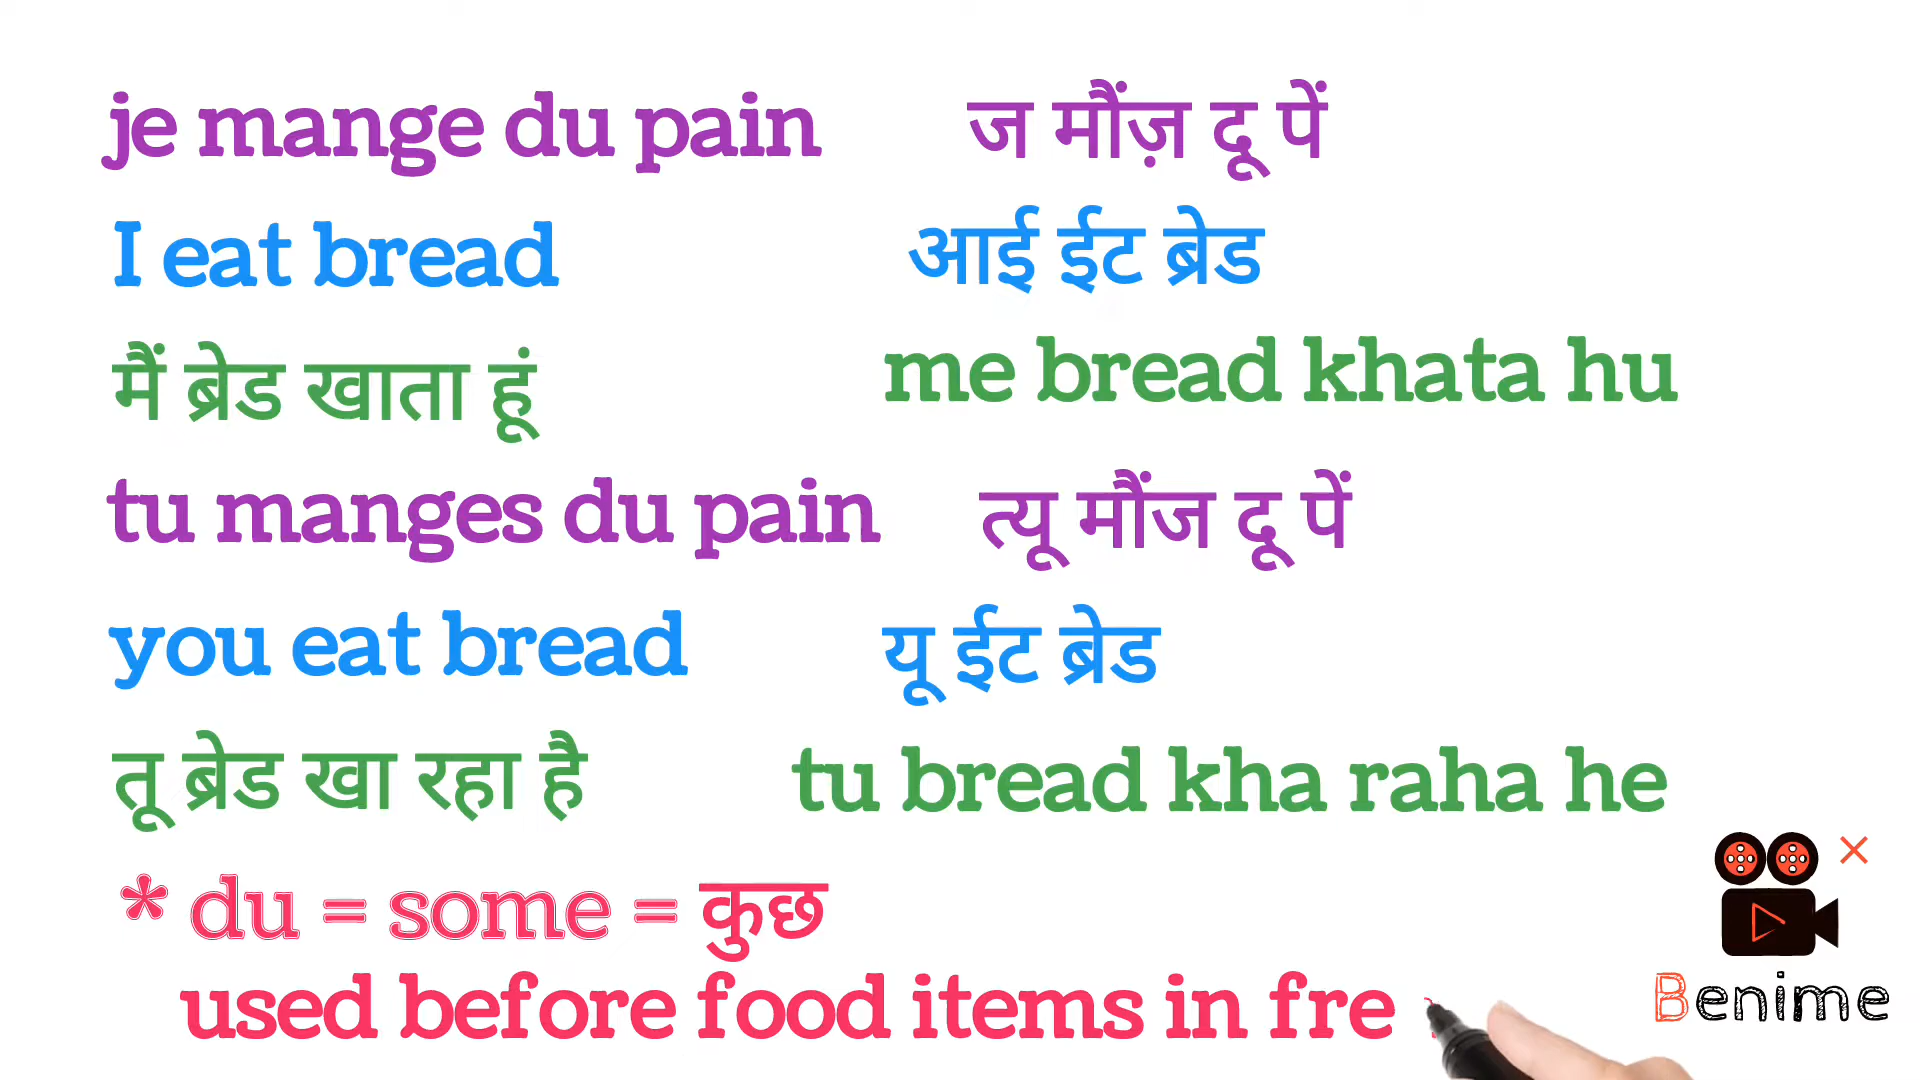 je mange du pain ज मौंज़ दू पें
I eat bread आई ईट ब्रेड
मैं ब्रेड खाता हूं me bread khata hu
tu manges du pain त्यू मौंज दू पें
you eat bread यू ईट ब्रेड
तू ब्रेड खा रहा है tu bread kha raha he
* du = some = कुछ
used before food items in fre
Benime